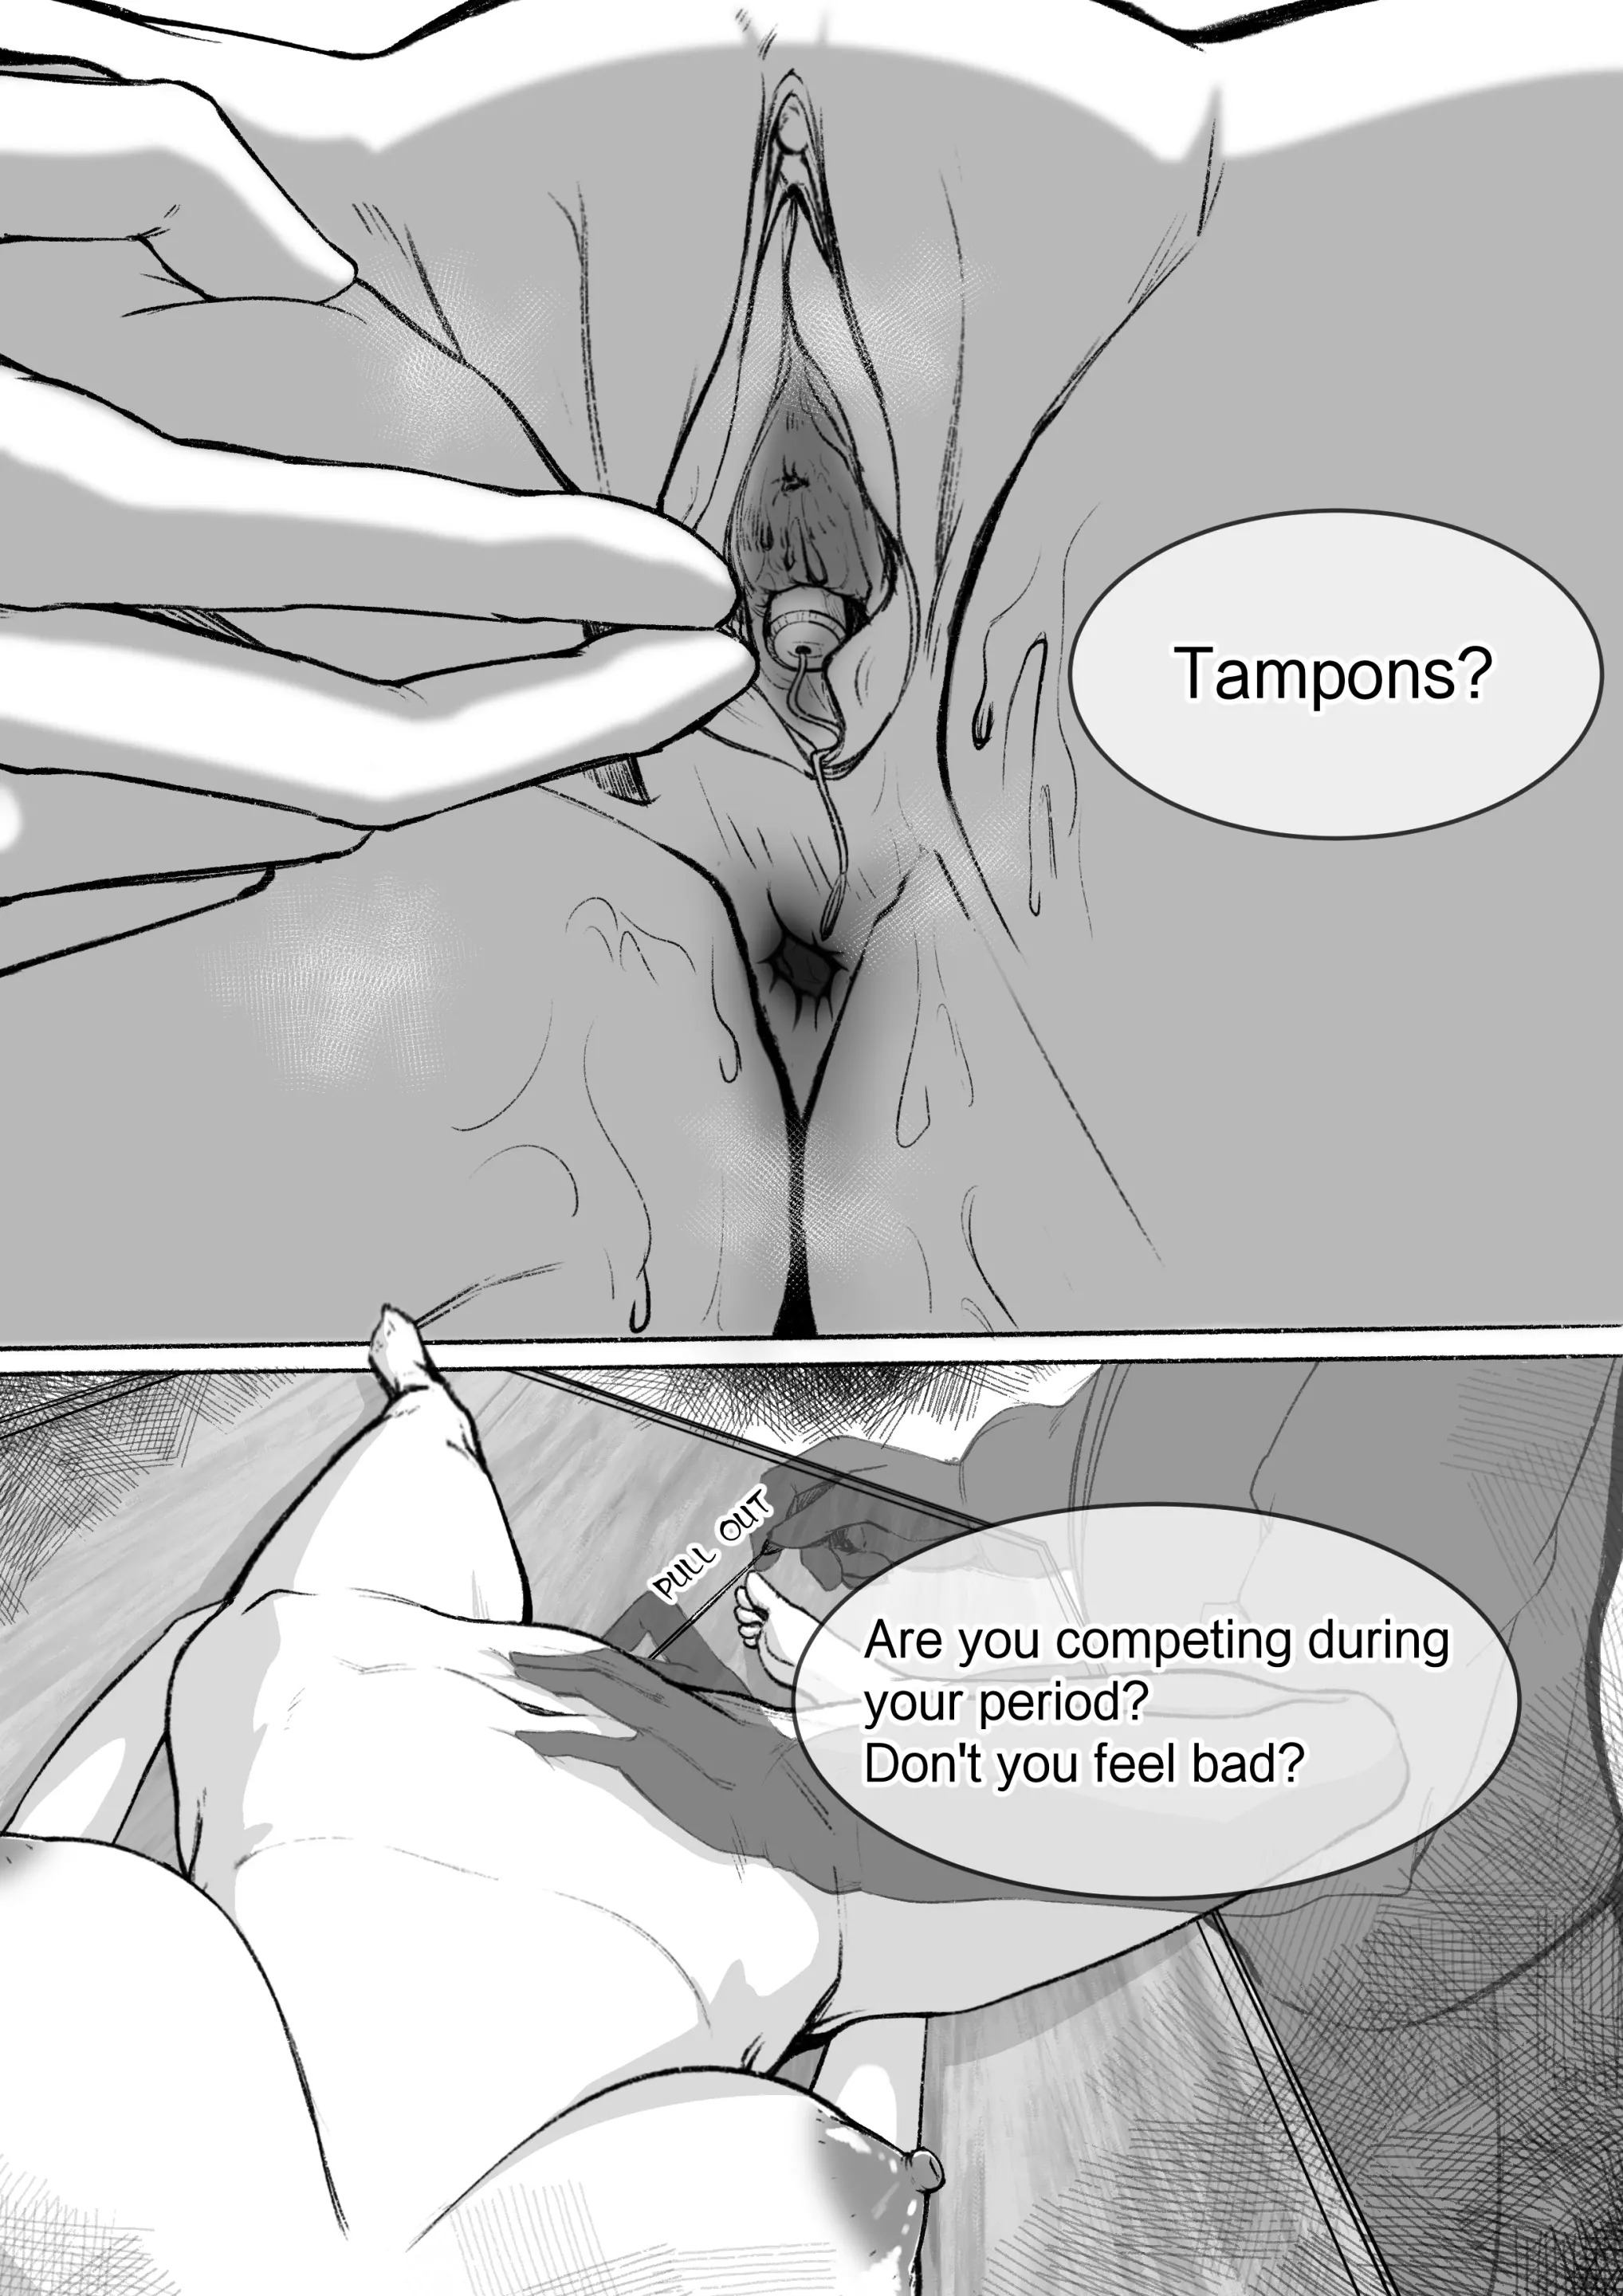 Tampons?
PULL OUT
Are you competing during
your period?
Don't you feel bad?